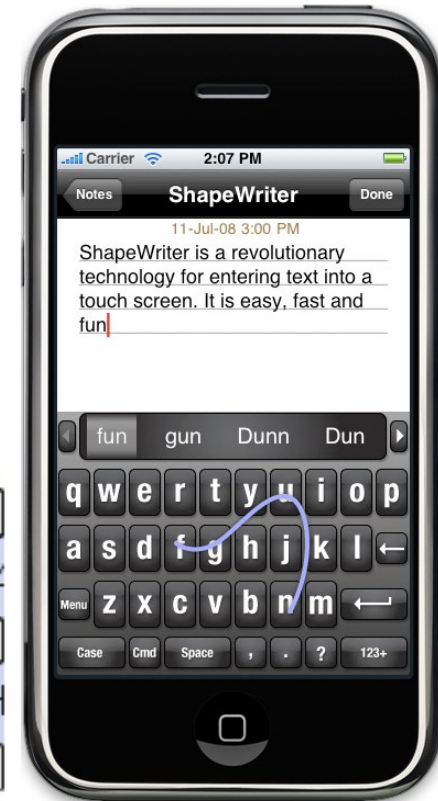 Carrier 2:07 PM
Notes ShapeWriter Done
11-Jul-08 3:00 PM
ShapeWriter is a revolutionary
technology for entering text into a
touch screen. It is easy, fast and
fun
fun gun Dunn Dun
q w e r t y u i o p
a s d f g h j k l
Menu z x c v b n m
Case Cmd Space , . ? 123+